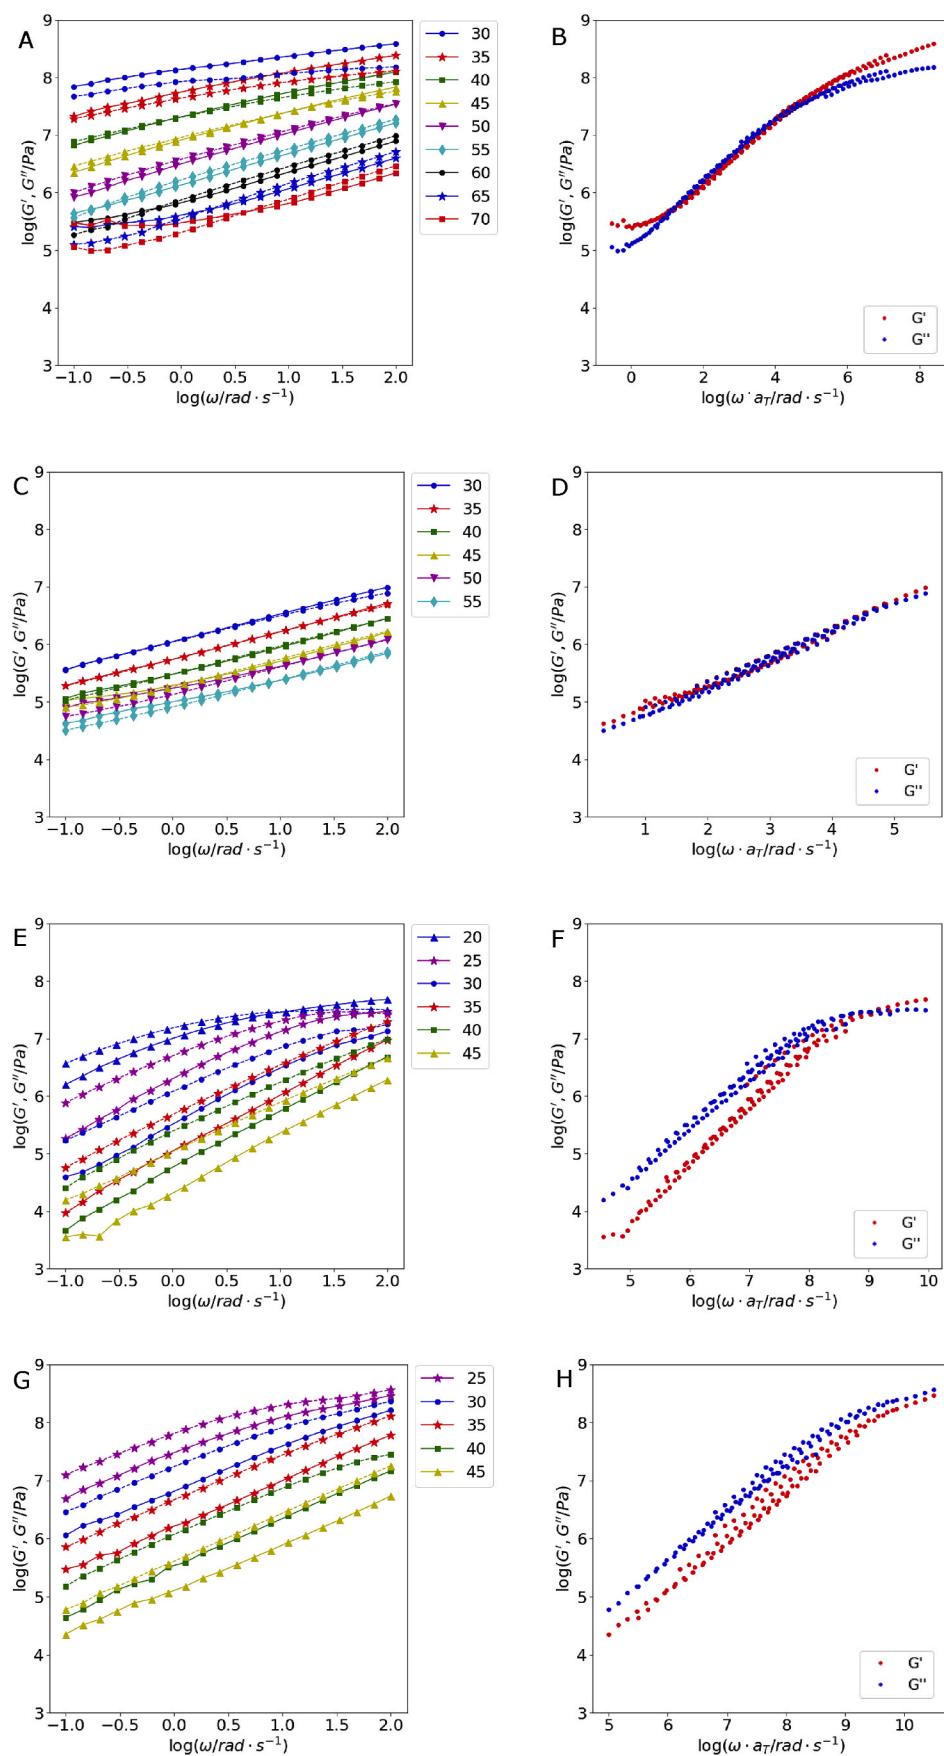 A
9
8
7
6
5
4
3
log(G′, G″/Pa)
−1.0 −0.5 0.0 0.5 1.0 1.5 2.0
log(ω/rad · s⁻¹)
30
35
40
45
50
55
60
65
70
B
9
8
7
6
5
4
3
log(G′, G″/Pa)
0 2 4 6 8
log(ω · a_T/rad · s⁻¹)
G'
G''
C
9
8
7
6
5
4
3
log(G′, G″/Pa)
−1.0 −0.5 0.0 0.5 1.0 1.5 2.0
log(ω/rad · s⁻¹)
30
35
40
45
50
55
D
9
8
7
6
5
4
3
log(G′, G″/Pa)
1 2 3 4 5
log(ω · a_T/rad · s⁻¹)
G'
G''
E
9
8
7
6
5
4
3
log(G′, G″/Pa)
−1.0 −0.5 0.0 0.5 1.0 1.5 2.0
log(ω/rad · s⁻¹)
20
25
30
35
40
45
F
9
8
7
6
5
4
3
log(G′, G″/Pa)
5 6 7 8 9 10
log(ω · a_T/rad · s⁻¹)
G'
G''
G
9
8
7
6
5
4
3
log(G′, G″/Pa)
−1.0 −0.5 0.0 0.5 1.0 1.5 2.0
log(ω/rad · s⁻¹)
25
30
35
40
45
H
9
8
7
6
5
4
3
log(G′, G″/Pa)
5 6 7 8 9 10
log(ω · a_T/rad · s⁻¹)
G'
G''